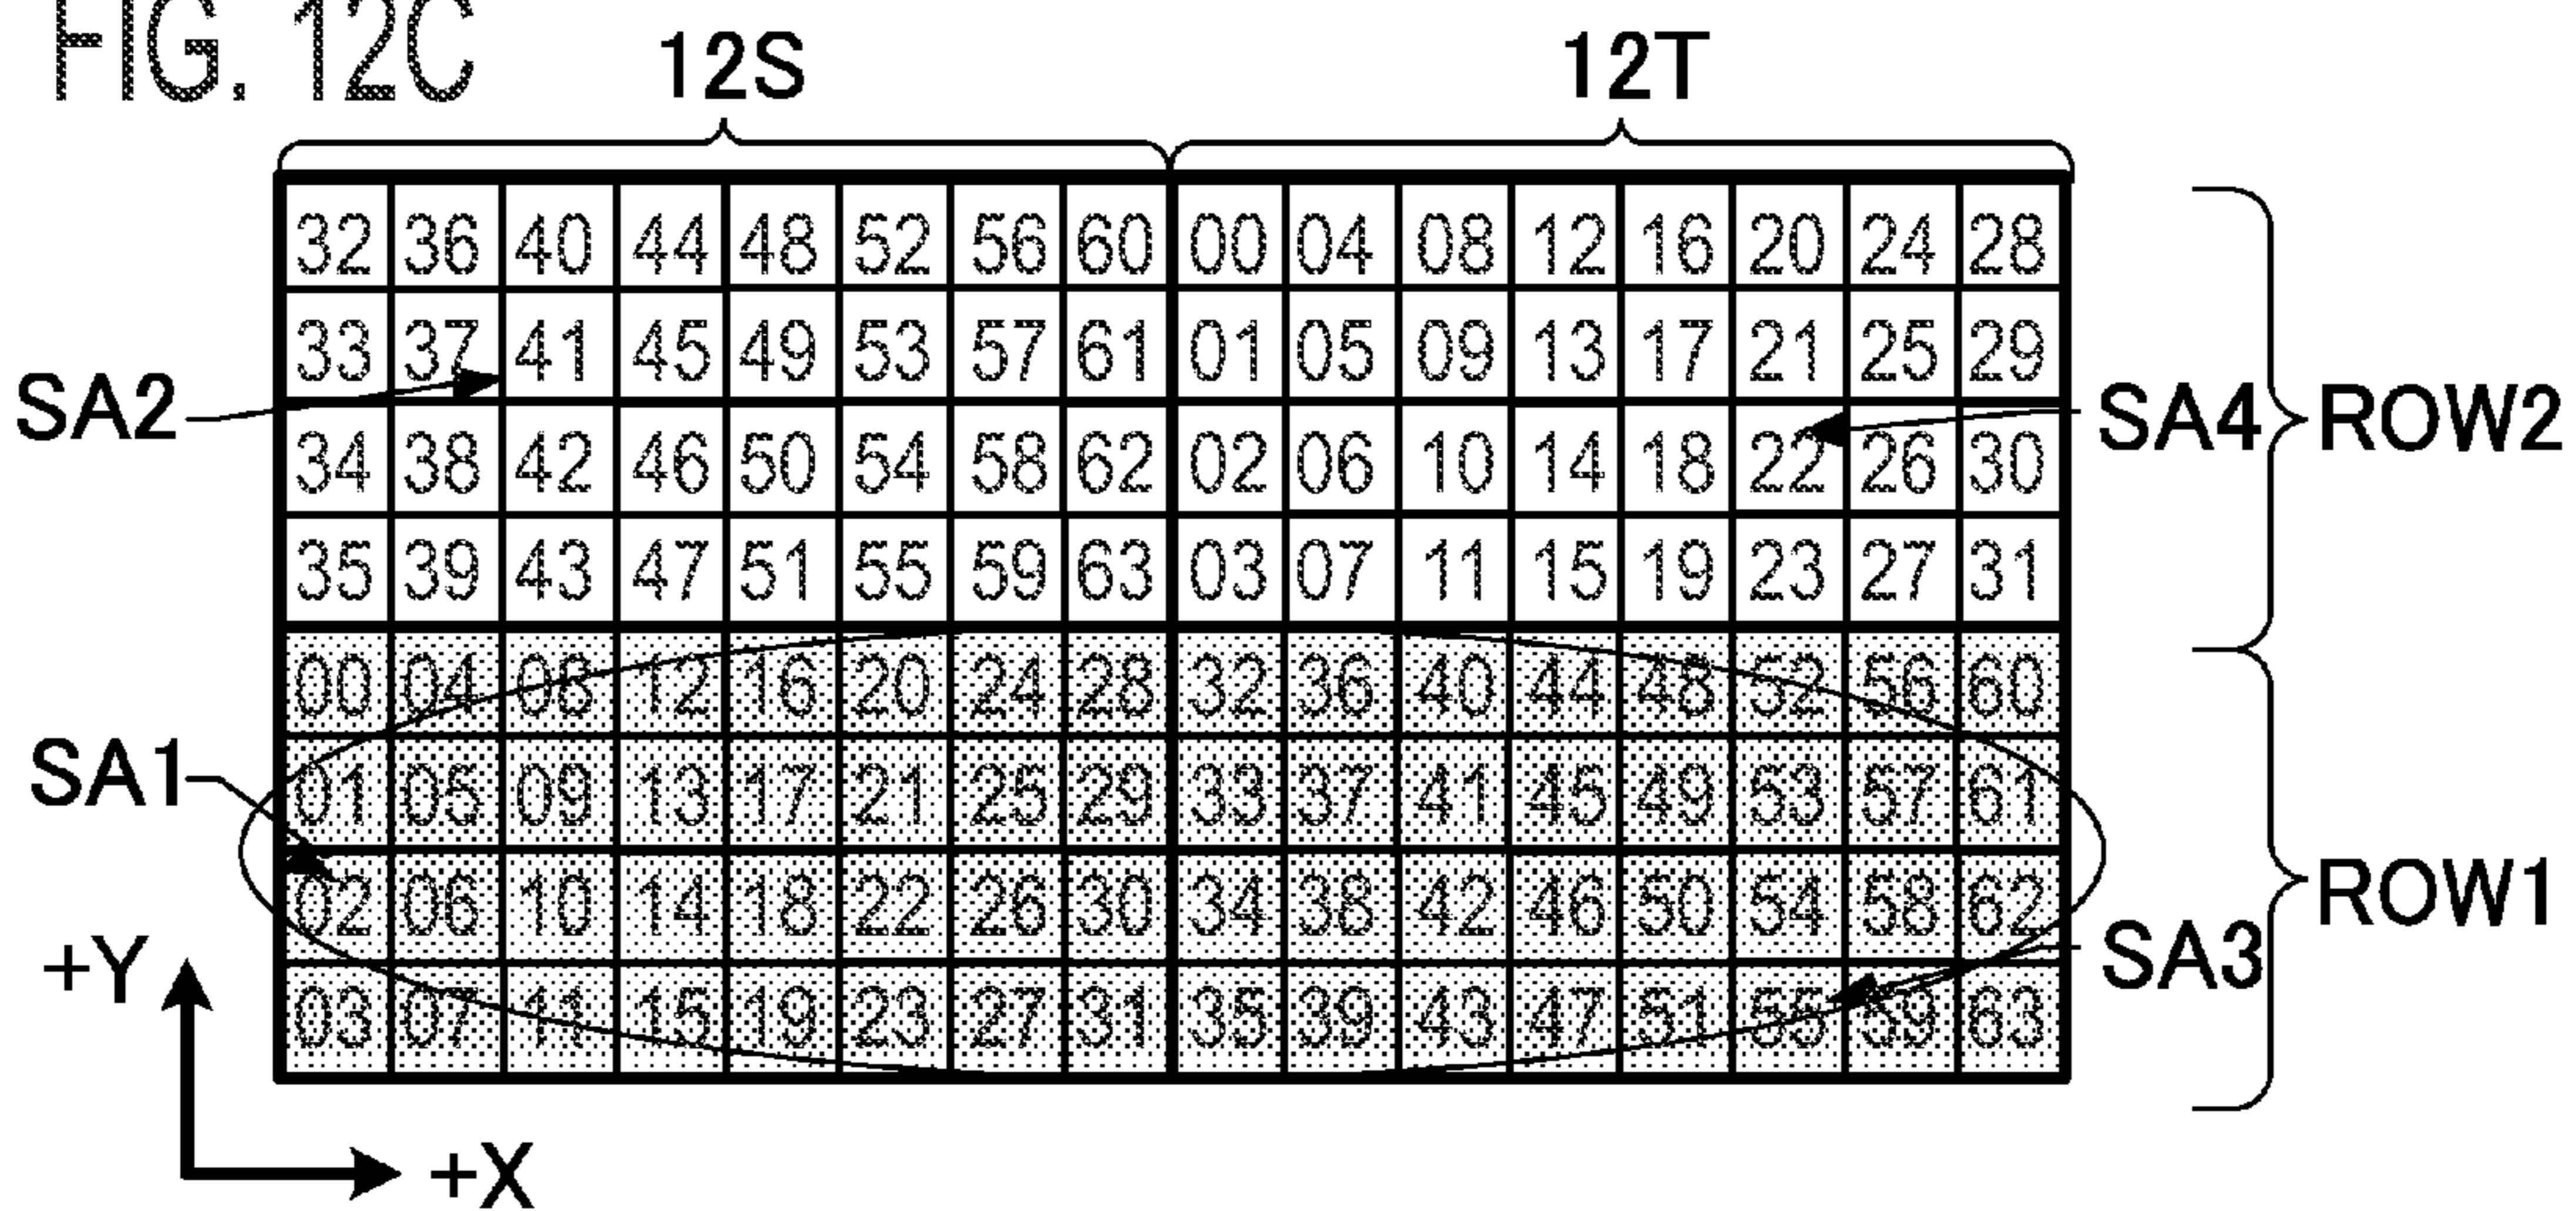 FIG. 12C
12S 12T
32 36 40 44 48 52 56 60 00 04 08 12 16 20 24 28
33 37 41 45 49 53 57 61 01 05 09 13 17 21 25 29
SA2 SA4 ROW2
34 38 42 46 50 54 58 62 02 06 10 14 18 22 26 30
35 39 43 47 51 55 59 63 03 07 11 15 19 23 27 31
00 04 08 12 16 20 24 28 32 36 40 44 48 52 56 60
SA1
01 05 09 13 17 21 25 29 33 37 41 45 49 53 57 61
02 06 10 14 18 22 26 30 34 38 42 46 50 54 58 62
ROW1
+Y SA3
03 07 11 15 19 23 27 31 35 39 43 47 51 55 59 63
+X